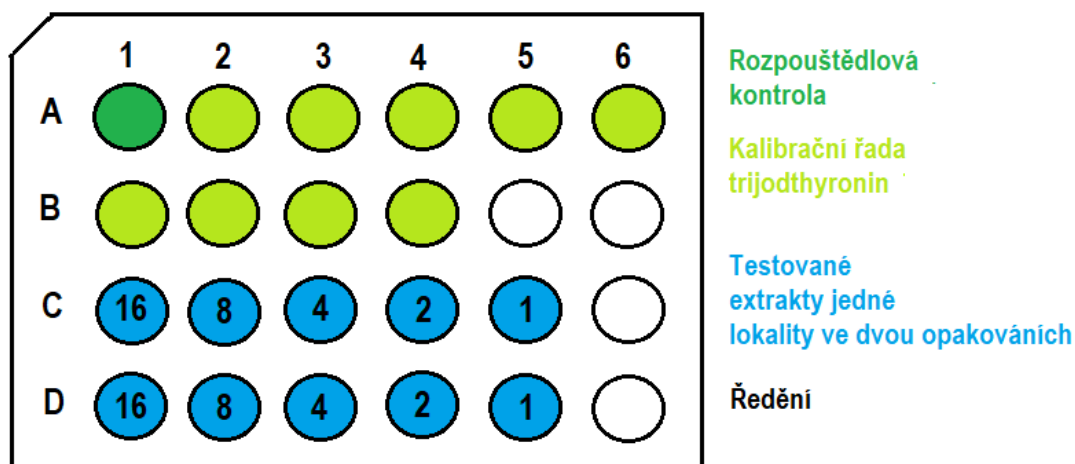 1 2 3 4 5 6
A
B
C 16 8 4 2 1
D 16 8 4 2 1
Rozpouštědlová
kontrola
Kalibrační řada
trijodthyronin
Testované
extrakty jedné
lokality ve dvou opakováních
Ředění